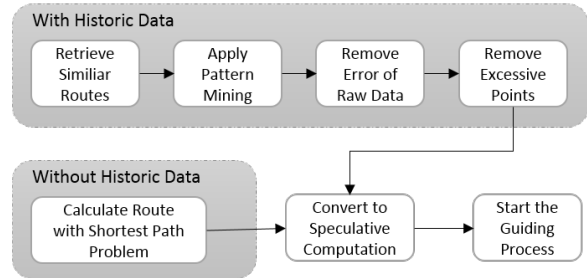 With Historic Data
Retrieve
Similiar
Routes
Apply
Pattern
Mining
Remove
Error of
Raw Data
Remove
Excessive
Points
Without Historic Data
Calculate Route
with Shortest Path
Problem
Convert to
Speculative
Computation
Start the
Guiding
Process